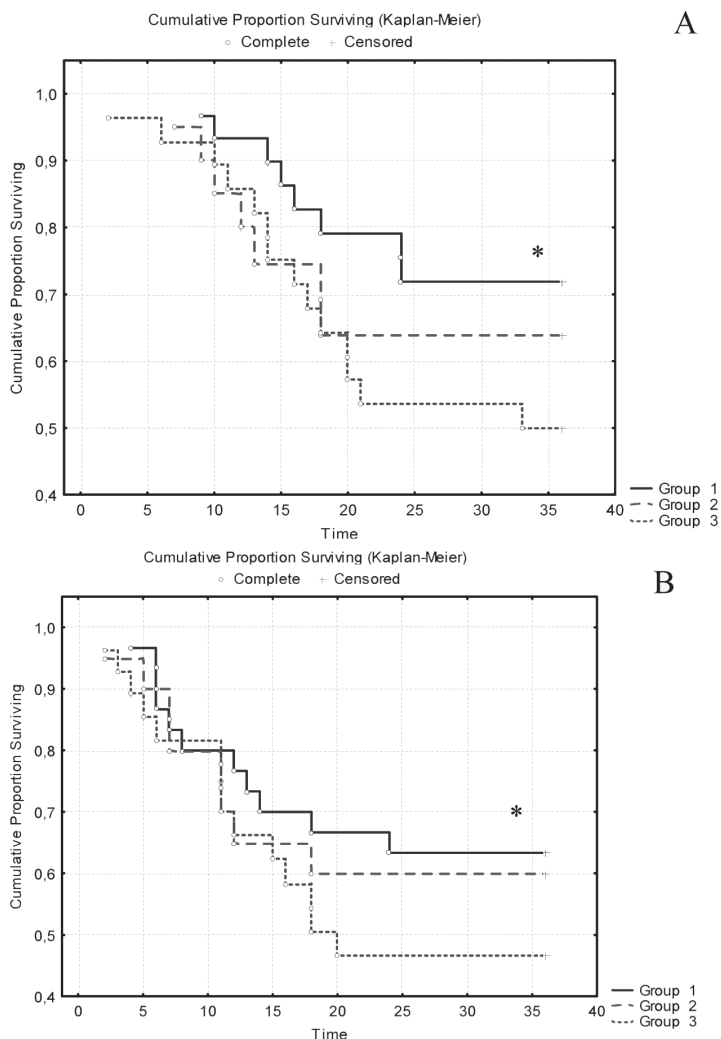 A
Cumulative Proportion Surviving (Kaplan-Meier)
Complete Censored
1,0
0,9
0,8
0,7
0,6
0,5
0,4
Cumulative Proportion Surviving
*
0 5 10 15 20 25 30 35 40
Time
Group 1
Group 2
Group 3
B
Cumulative Proportion Surviving (Kaplan-Meier)
Complete Censored
1,0
0,9
0,8
0,7
0,6
0,5
0,4
Cumulative Proportion Surviving
*
0 5 10 15 20 25 30 35 40
Time
Group 1
Group 2
Group 3